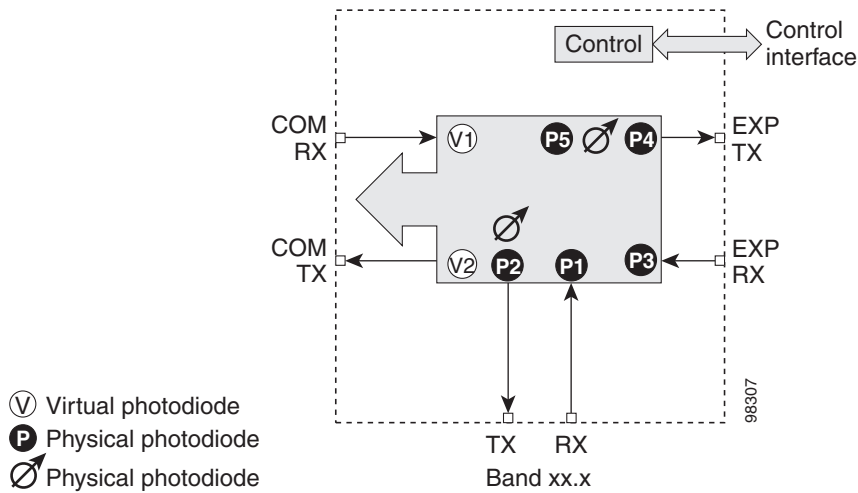 Control
Control
interface
COM
RX
V1
P5
P4
EXP
TX
COM
TX
V2
P2
P1
P3
EXP
RX
98307
V Virtual photodiode
P Physical photodiode
Physical photodiode
TX
RX
Band xx.x